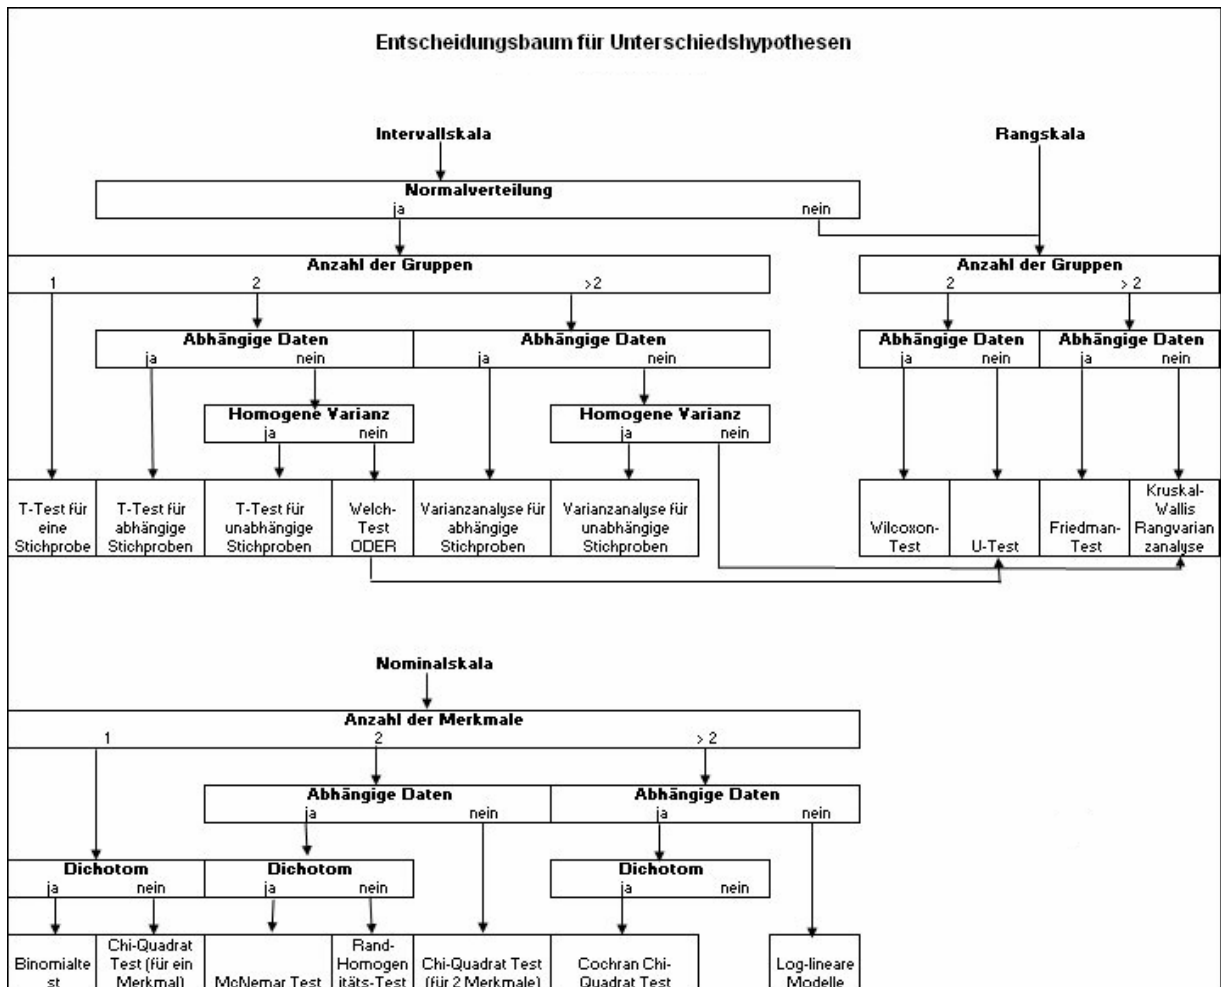 Entscheidungsbaum für Unterschiedshypothesen
Intervallskala
Rangskala
Normalverteilung
ja nein
Anzahl der Gruppen
1 2 >2
Anzahl der Gruppen
2 > 2
Abhängige Daten
ja nein
Abhängige Daten
ja nein
Abhängige Daten
ja nein
Abhängige Daten
ja nein
Homogene Varianz
ja nein
Homogene Varianz
ja nein
T-Test für
eine
Stichprobe
T-Test für
abhängige
Stichproben
T-Test für
unabhängige
Stichproben
Welch-
Test
ODER
Varianzanalyse für
abhängige
Stichproben
Varianzanalyse für
unabhängige
Stichproben
Wilcoxon-
Test
U-Test
Friedman-
Test
Kruskal-
Wallis
Rangvarian
zanalyse
Nominalskala
Anzahl der Merkmale
1 2 > 2
Abhängige Daten
ja nein
Abhängige Daten
ja nein
Dichotom
ja nein
Dichotom
ja nein
Dichotom
ja nein
Binomialte
st
Chi-Quadrat
Test (für ein
Merkmal)
McNemar Test
Rand-
Homogen
itäts-Test
Chi-Quadrat Test
(für 2 Merkmale)
Cochran Chi-
Quadrat Test
Log-lineare
Modelle